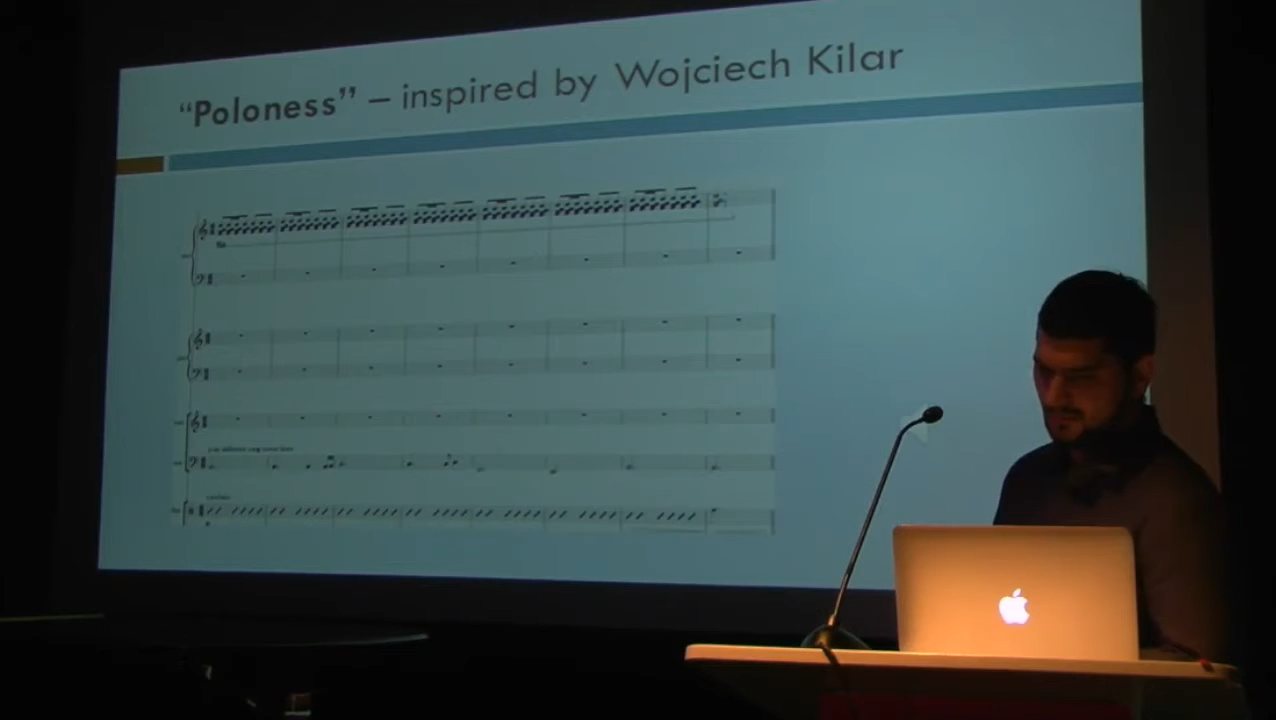 “Poloness” – inspired by Wojciech Kilar